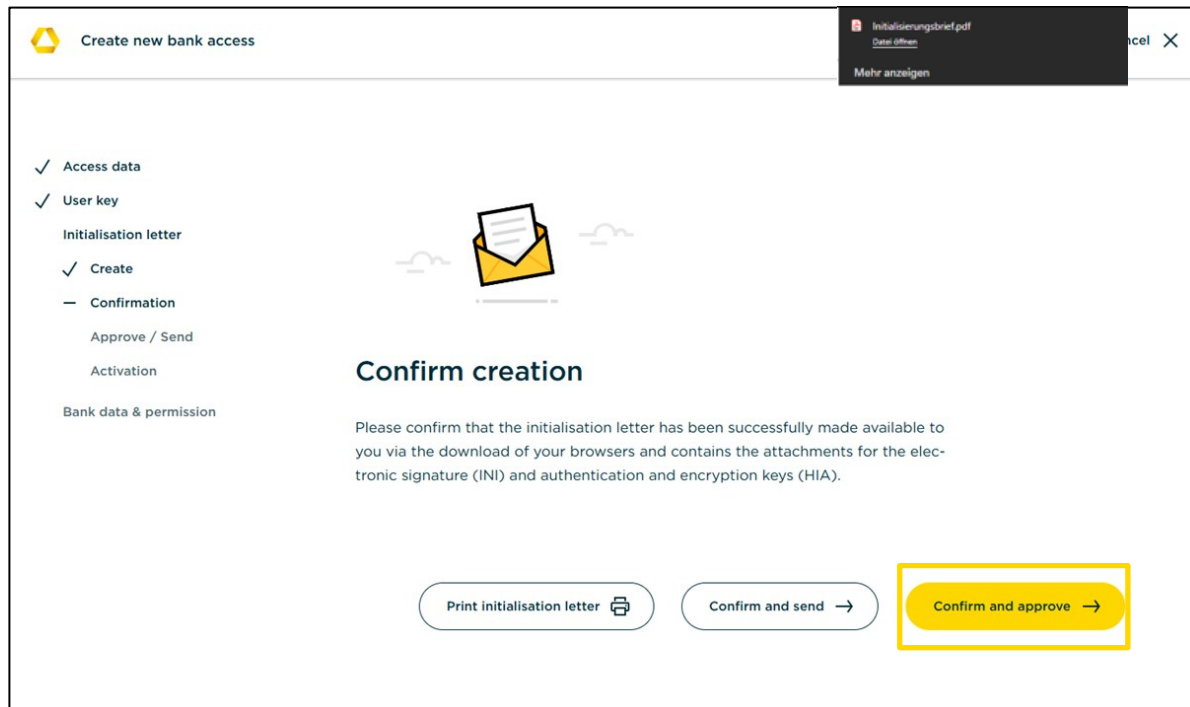 Create new bank access
Initialisierungsbrief.pdf
Datei öffnen
Mehr anzeigen
ncel
Access data
User key
Initialisation letter
Create
Confirmation
Approve / Send
Activation
Bank data & permission
Confirm creation
Please confirm that the initialisation letter has been successfully made available to
you via the download of your browsers and contains the attachments for the elec-
tronic signature (INI) and authentication and encryption keys (HIA).
Print initialisation letter
Confirm and send
Confirm and approve